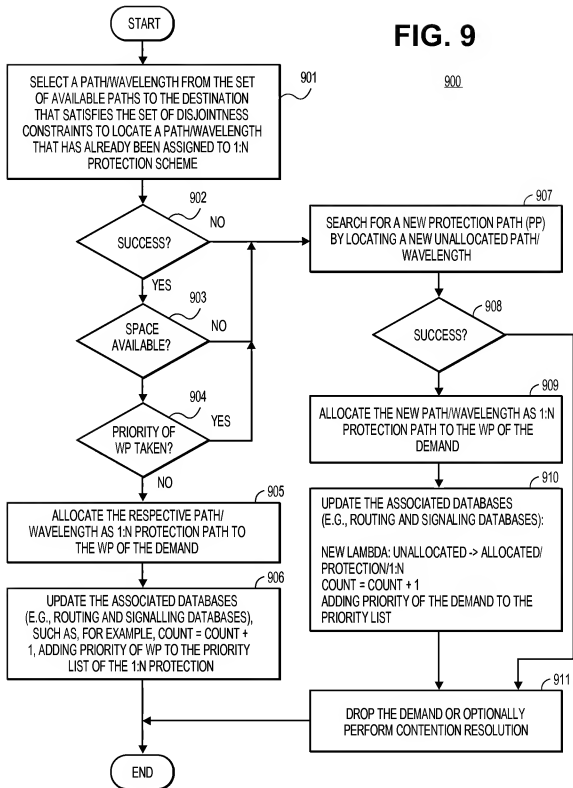 START
FIG. 9
900
901
SELECT A PATH/WAVELENGTH FROM THE SET
OF AVAILABLE PATHS TO THE DESTINATION
THAT SATISFIES THE SET OF DISJOINTNESS
CONSTRAINTS TO LOCATE A PATH/WAVELENGTH
THAT HAS ALREADY BEEN ASSIGNED TO 1:N
PROTECTION SCHEME
902
SUCCESS?
NO
YES
903
SPACE
AVAILABLE?
NO
904
PRIORITY OF
WP TAKEN?
YES
NO
905
ALLOCATE THE RESPECTIVE PATH/
WAVELENGTH AS 1:N PROTECTION PATH TO
THE WP OF THE DEMAND
906
UPDATE THE ASSOCIATED DATABASES
(E.G., ROUTING AND SIGNALLING DATABASES),
SUCH AS, FOR EXAMPLE, COUNT = COUNT +
1, ADDING PRIORITY OF WP TO THE PRIORITY
LIST OF THE 1:N PROTECTION
907
SEARCH FOR A NEW PROTECTION PATH (PP)
BY LOCATING A NEW UNALLOCATED PATH/
WAVELENGTH
908
SUCCESS?
909
ALLOCATE THE NEW PATH/WAVELENGTH AS 1:N
PROTECTION PATH TO THE WP OF THE
DEMAND
910
UPDATE THE ASSOCIATED DATABASES
(E.G., ROUTING AND SIGNALING DATABASES):
NEW LAMBDA: UNALLOCATED -> ALLOCATED/
PROTECTION/1:N
COUNT = COUNT + 1
ADDING PRIORITY OF THE DEMAND TO THE
PRIORITY LIST
911
DROP THE DEMAND OR OPTIONALLY
PERFORM CONTENTION RESOLUTION
END